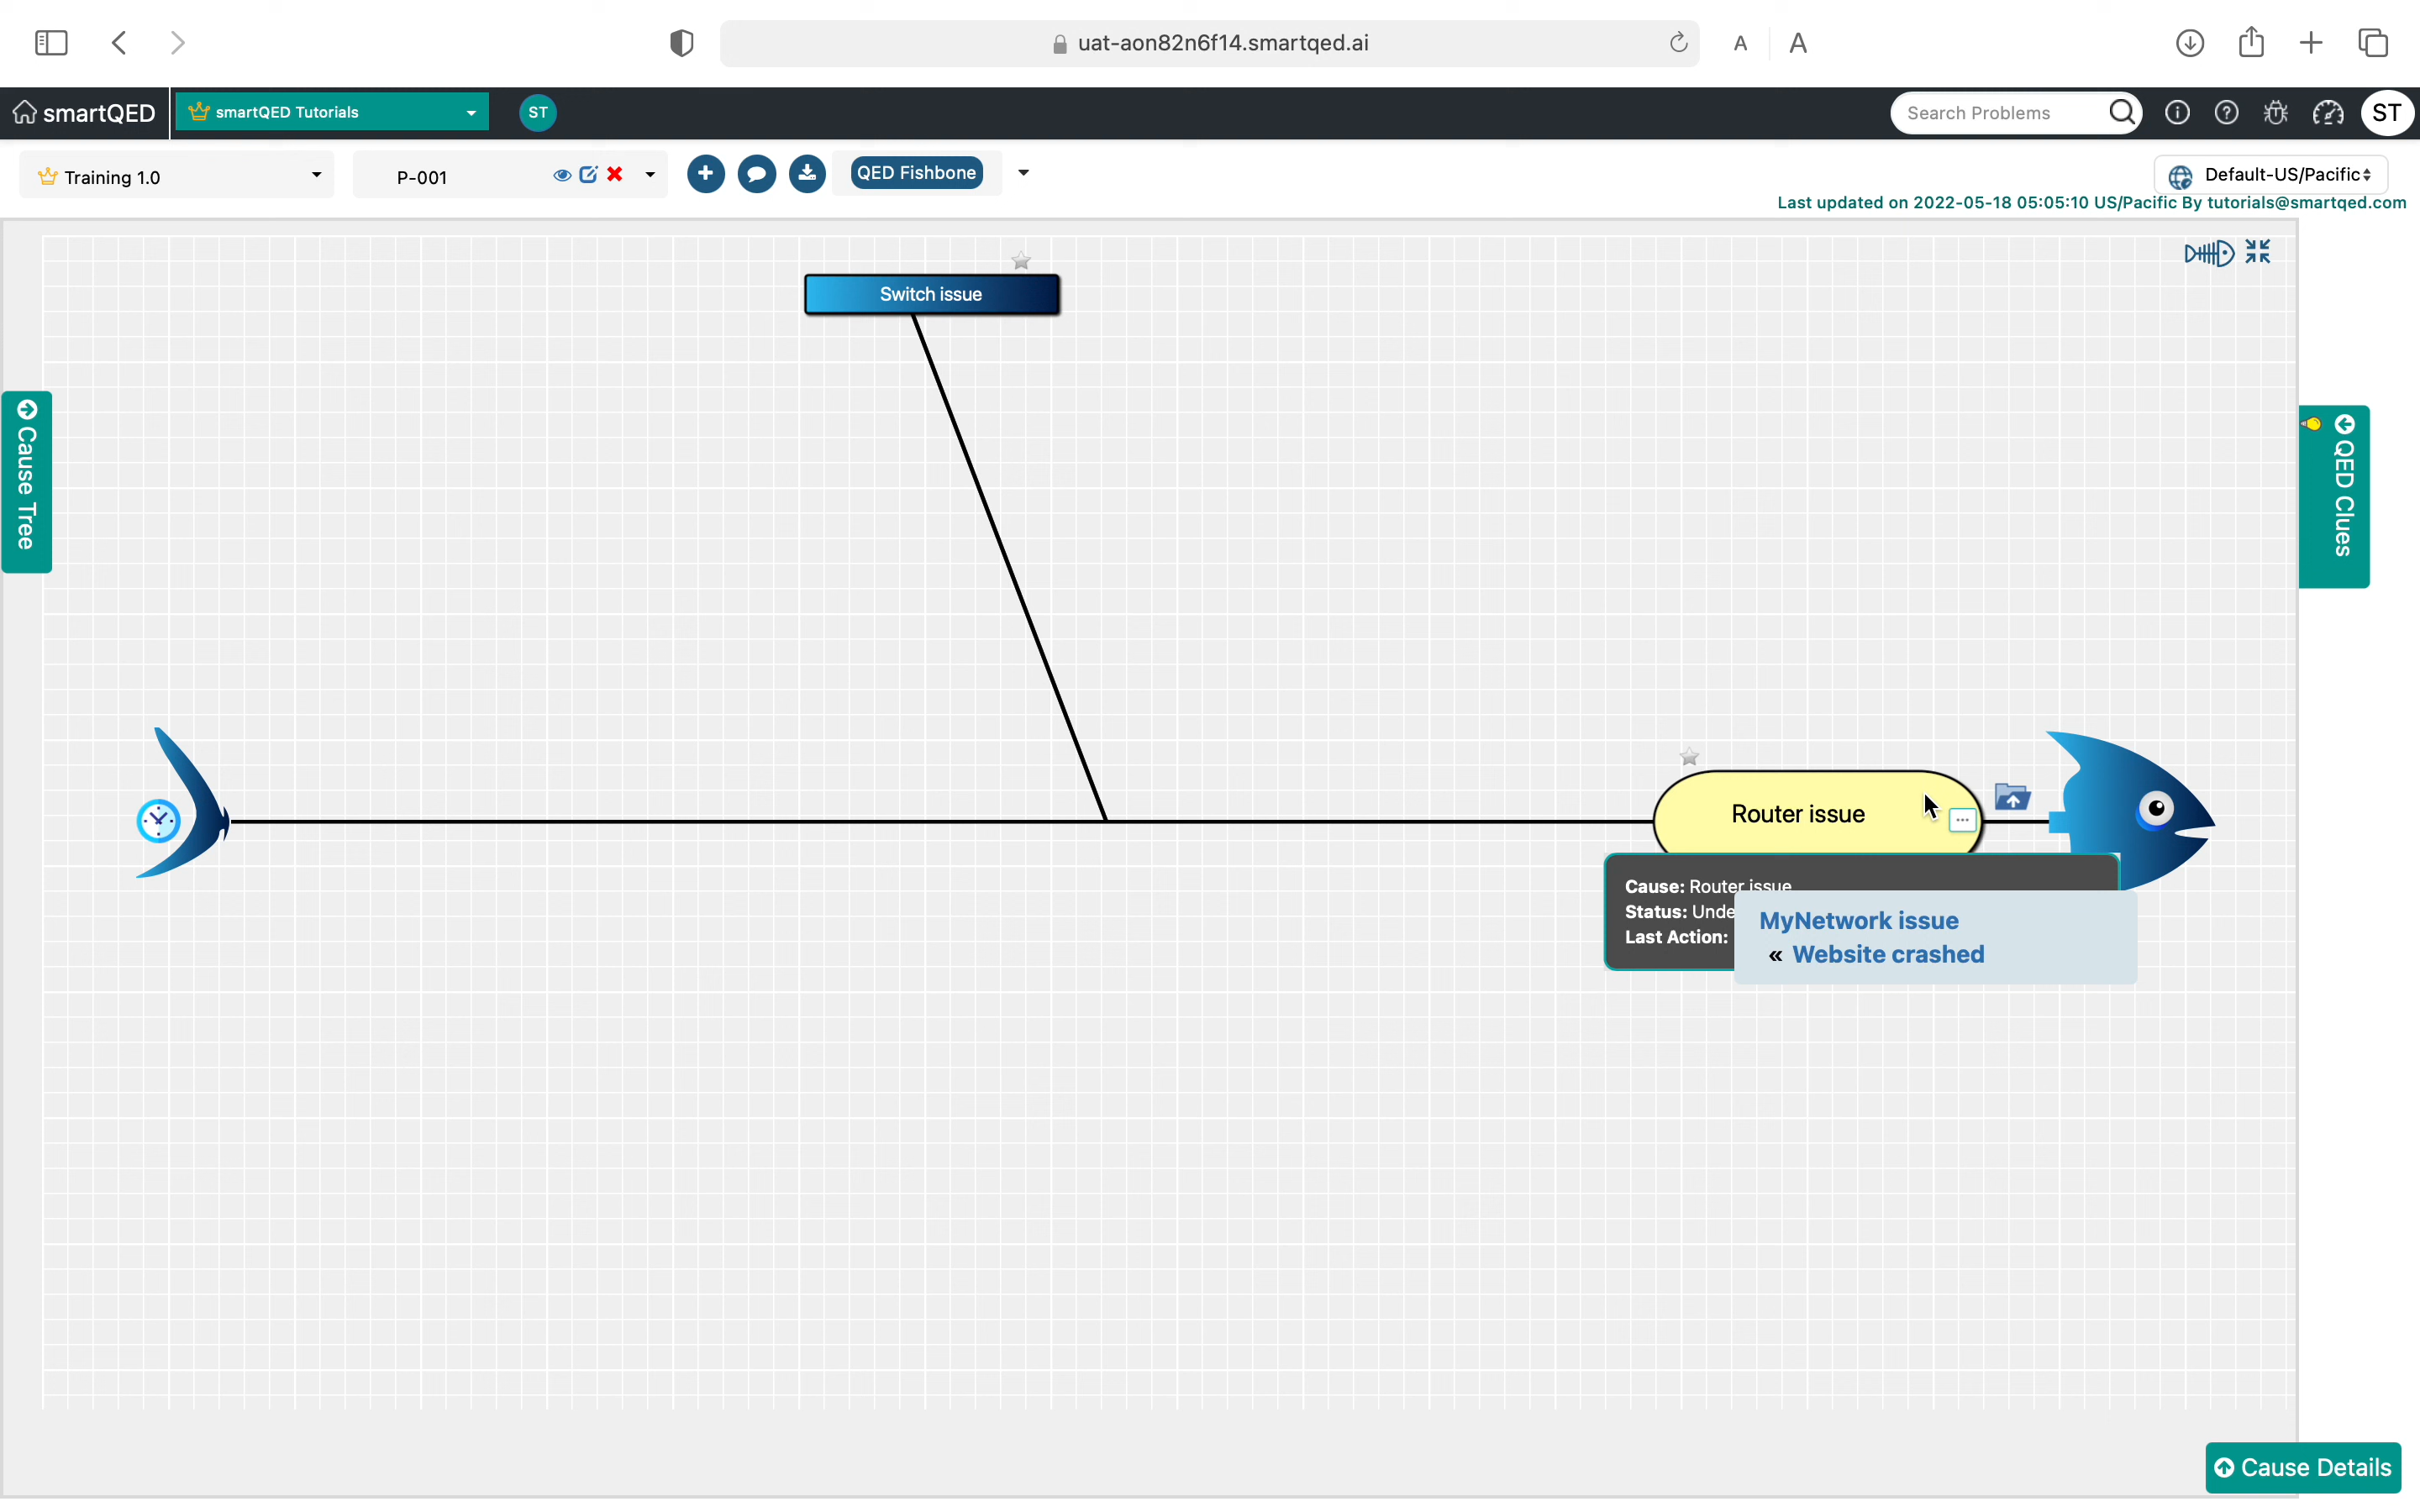 uat-aon82n6f14.smartqed.ai
A A
smartQED
smartQED Tutorials
ST
Search Problems
ST
Training 1.0
P-001
QED Fishbone
Default-US/Pacific
Last updated on 2022-05-18 05:05:10 US/Pacific By tutorials@smartqed.com
Switch issue
Cause Tree
QED Clues
Router issue
Cause: Router issue
Status: Unde
Last Action:
MyNetwork issue
« Website crashed
Cause Details